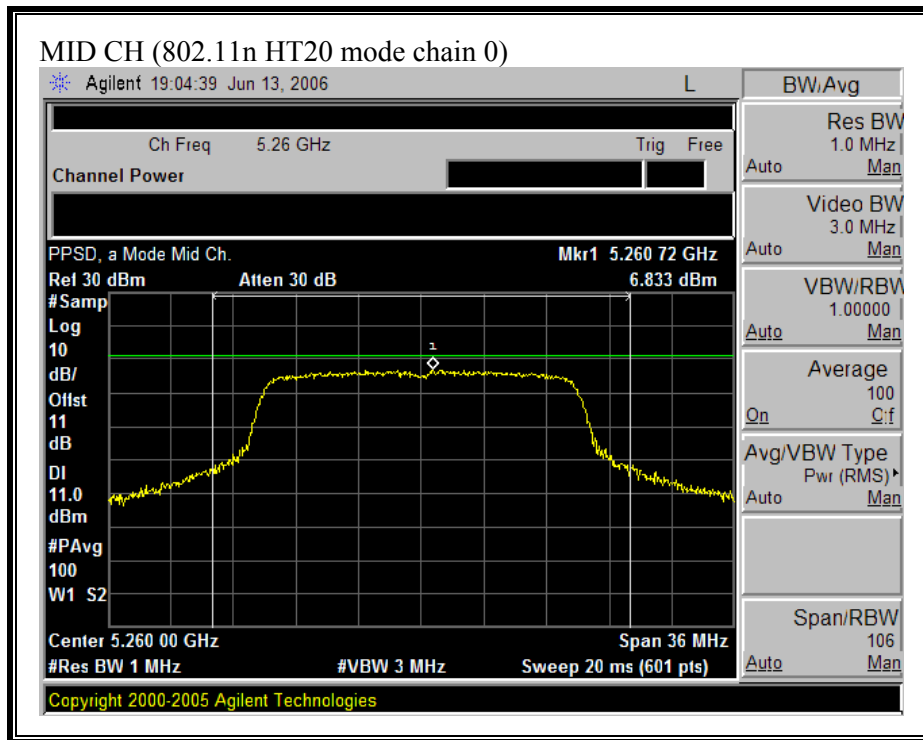 MID CH (802.11n HT20 mode chain 0)
Agilent 19:04:39 Jun 13, 2006 L
Ch Freq 5.26 GHz Trig Free
Channel Power
PPSD, a Mode Mid Ch. Mkr1 5.260 72 GHz
Ref 30 dBm Atten 30 dB 6.833 dBm
#Samp
Log
10
dB/
Offst
11
dB
DI
11.0
dBm
#PAvg
100
W1 S2
1
Center 5.260 00 GHz Span 36 MHz
#Res BW 1 MHz #VBW 3 MHz Sweep 20 ms (601 pts)
Copyright 2000-2005 Agilent Technologies
BW/Avg
Res BW
1.0 MHz
Auto Man
Video BW
3.0 MHz
Auto Man
VBW/RBW
1.00000
Auto Man
Average
100
On Off
Avg/VBW Type
Pwr (RMS)
Auto Man
Span/RBW
106
Auto Man